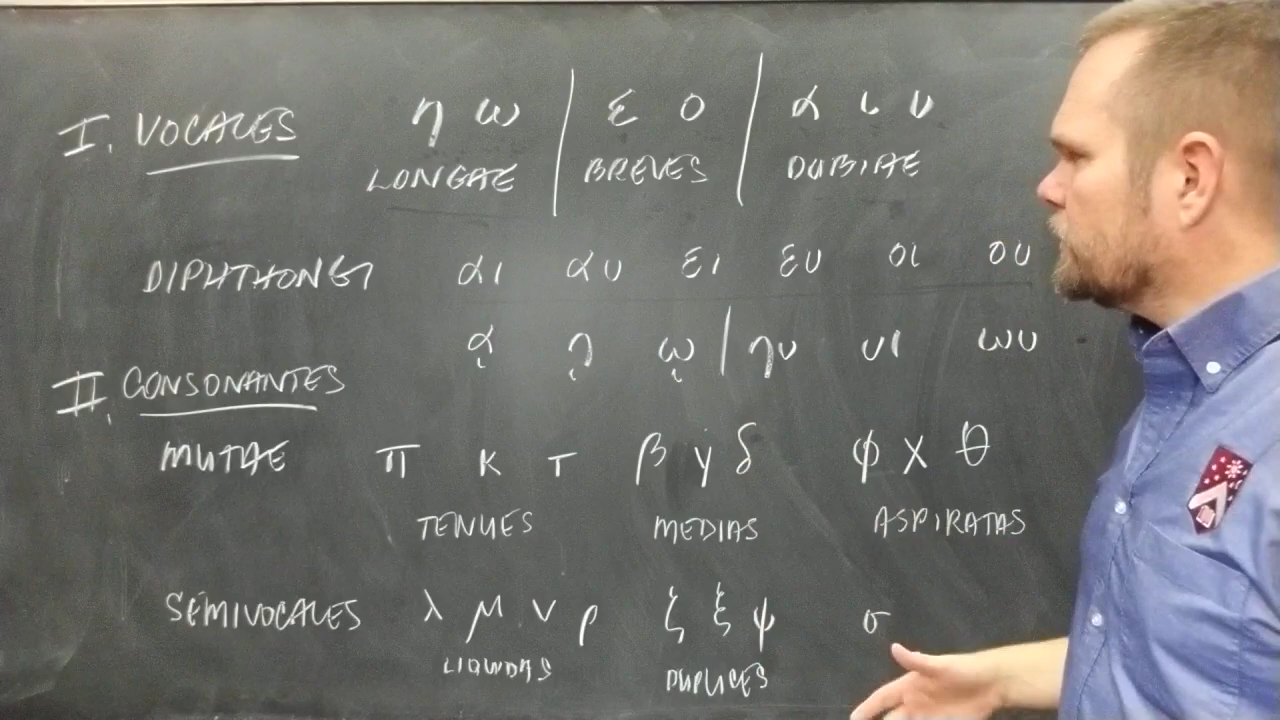 I. VOCALES η ω | ε ο | α ι υ
LONGAE BREVES DUBIAE
DIPHTHONGI αι αυ ει ευ οι ου
ᾳ ῃ ῳ | ηυ υι ωυ
II. CONSONANTES
MUTAE π κ τ β γ δ φ χ θ
TENUES MEDIAS ASPIRATAS
SEMIVOCALES λ μ ν ρ ζ ξ ψ σ
LIQUIDAS DUPLICES